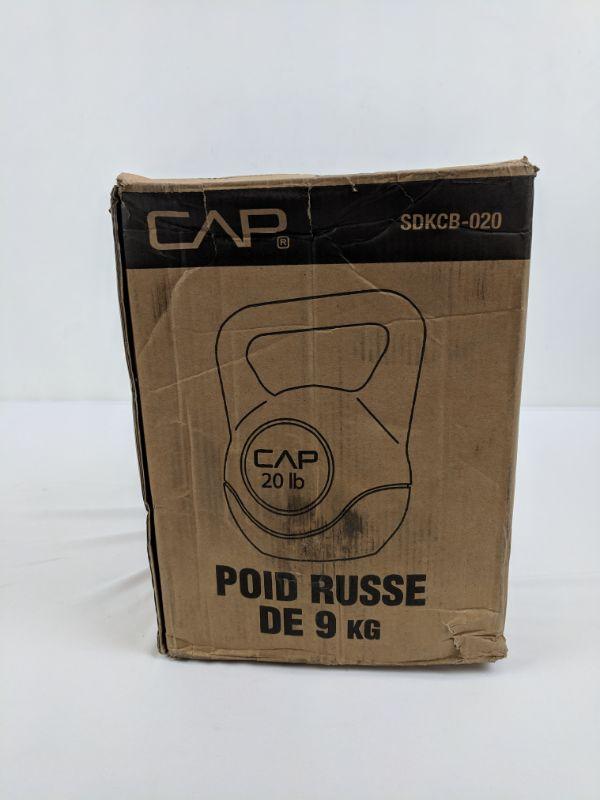 CAP®
SDKCB-020
CAP
20 lb
POID RUSSE
DE 9 KG